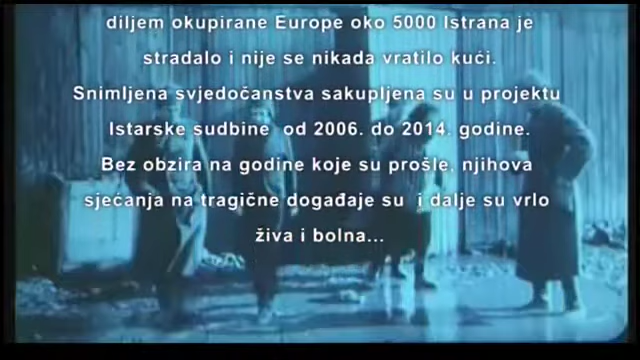 diljem okupirane Europe oko 5000 Istrana je
stradalo i nije se nikada vratilo kući.
Snimljena svjedočanstva sakupljena su u projektu
Istarske sudbine od 2006. do 2014. godine.
Bez obzira na godine koje su prošle, njihova
sjećanja na tragične događaje su i dalje su vrlo
živa i bolna...